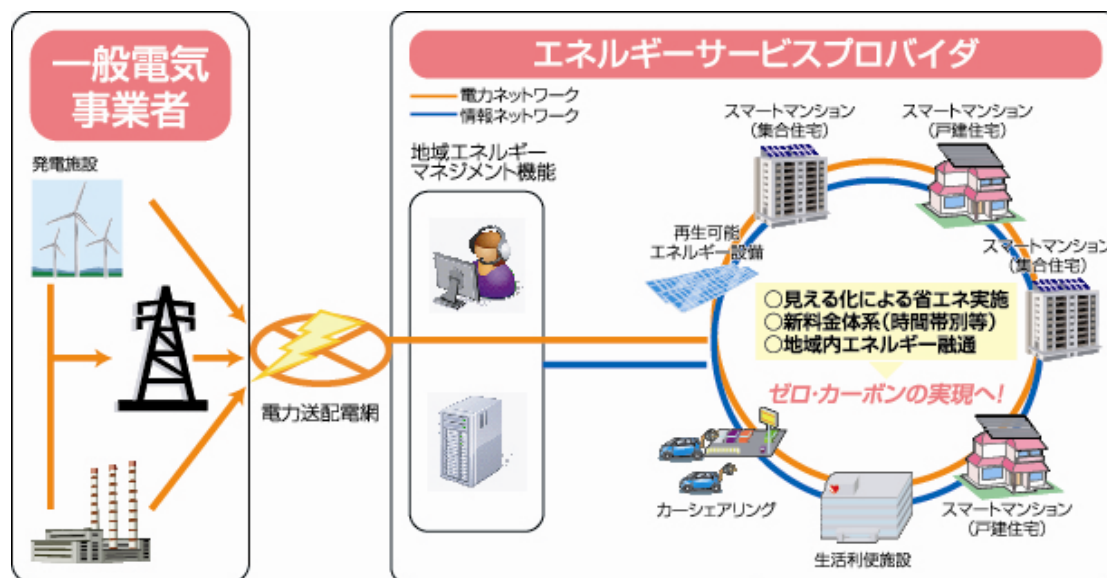 一般電気
事業者
発電施設
電力送配電網
エネルギーサービスプロバイダ
電力ネットワーク
情報ネットワーク
地域エネルギー
マネジメント機能
スマートマンション
(集合住宅)
スマートマンション
(戸建住宅)
再生可能
エネルギー設備
スマートマンション
(集合住宅)
○見える化による省エネ実施
○新料金体系(時間帯別等)
○地域内エネルギー融通
ゼロ・カーボンの実現へ!
カーシェアリング
生活利便施設
スマートマンション
(戸建住宅)